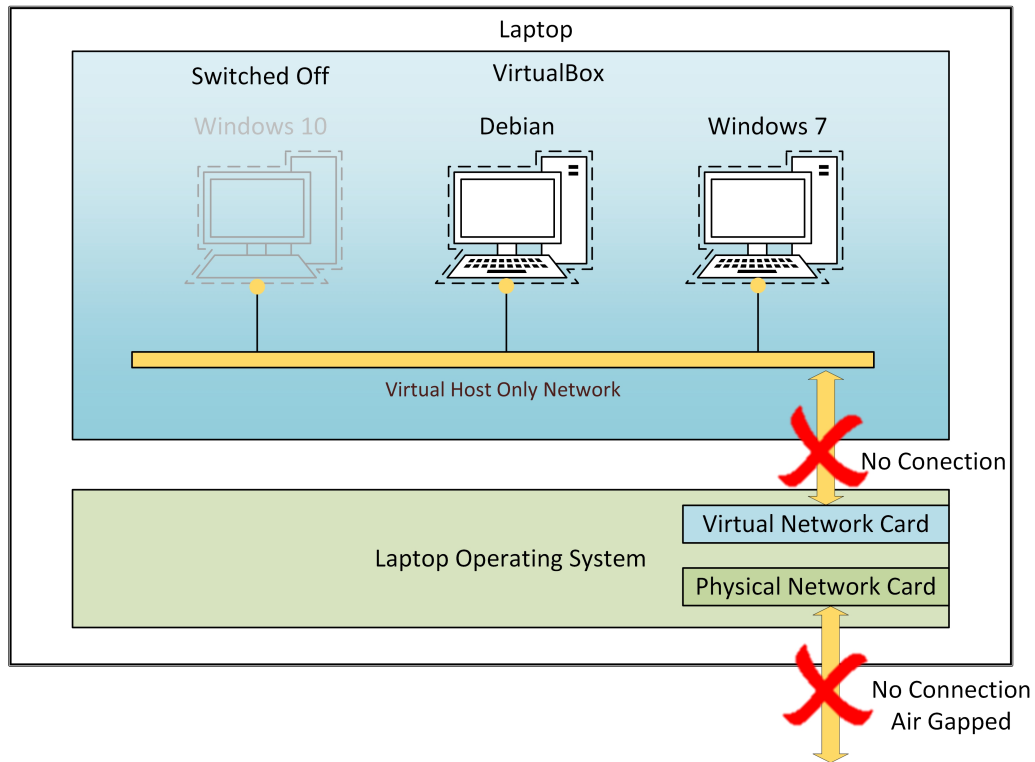 Laptop
Switched Off
VirtualBox
Windows 10
Debian
Windows 7
Virtual Host Only Network
No Conection
Virtual Network Card
Laptop Operating System
Physical Network Card
No Connection
Air Gapped